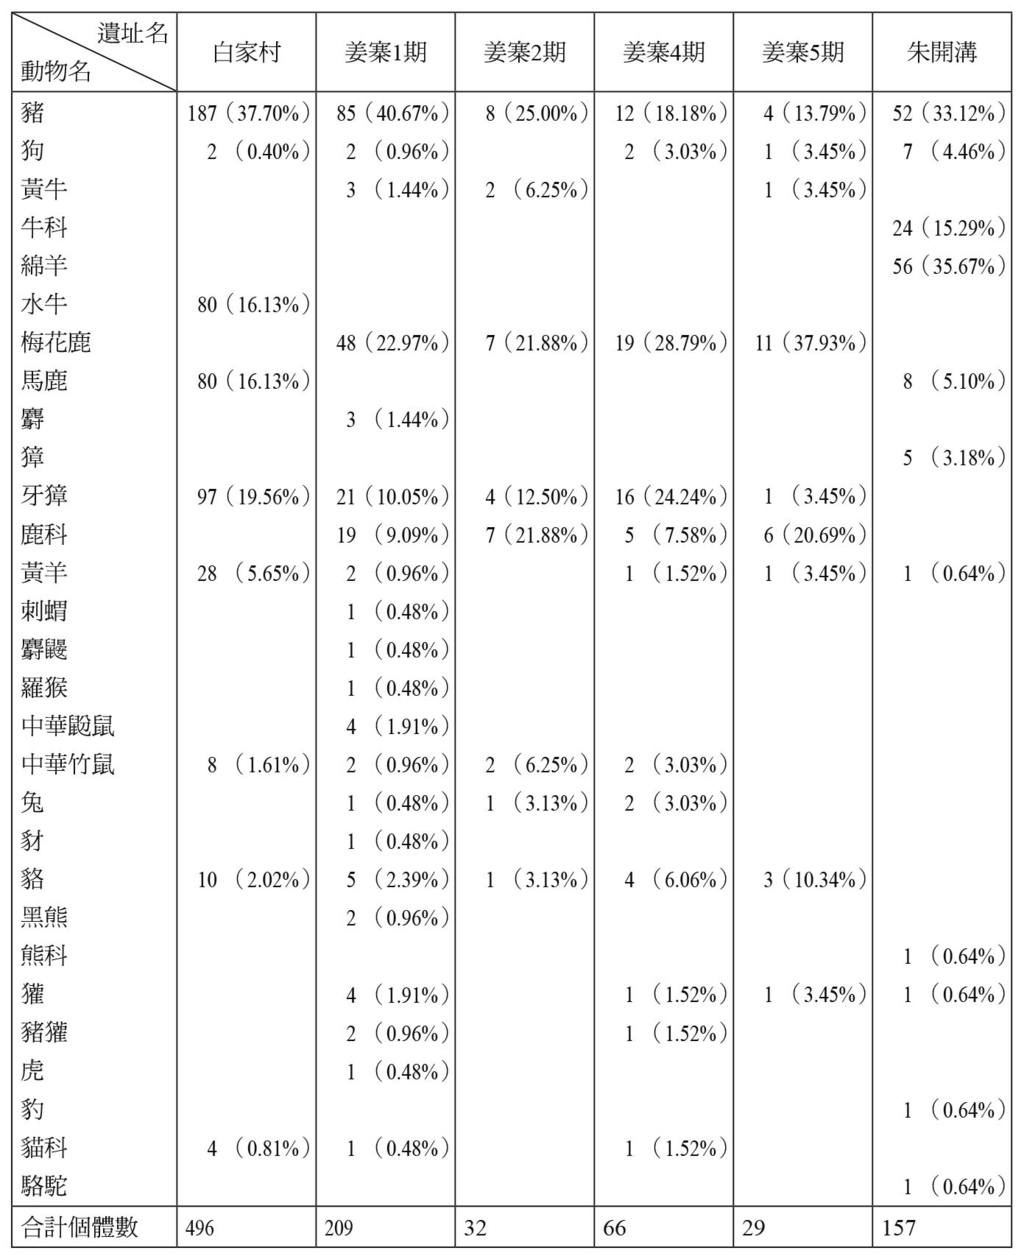 遺址名
動物名 白家村 姜寨1期 姜寨2期 姜寨4期 姜寨5期 朱開溝
豬 187（37.70%） 85（40.67%） 8（25.00%） 12（18.18%） 4（13.79%） 52（33.12%）
狗 2（0.40%） 2（0.96%） 2（3.03%） 1（3.45%） 7（4.46%）
黃牛 3（1.44%） 2（6.25%） 1（3.45%）
牛科 24（15.29%）
綿羊 56（35.67%）
水牛 80（16.13%）
梅花鹿 48（22.97%） 7（21.88%） 19（28.79%） 11（37.93%）
馬鹿 80（16.13%） 8（5.10%）
麝 3（1.44%）
獐 5（3.18%）
牙獐 97（19.56%） 21（10.05%） 4（12.50%） 16（24.24%） 1（3.45%）
鹿科 19（9.09%） 7（21.88%） 5（7.58%） 6（20.69%）
黃羊 28（5.65%） 2（0.96%） 1（1.52%） 1（3.45%） 1（0.64%）
刺蝟 1（0.48%）
麝鼴 1（0.48%）
羅猴 1（0.48%）
中華鼢鼠 4（1.91%）
中華竹鼠 8（1.61%） 2（0.96%） 2（6.25%） 2（3.03%）
兔 1（0.48%） 1（3.13%） 2（3.03%）
豺 1（0.48%）
貉 10（2.02%） 5（2.39%） 1（3.13%） 4（6.06%） 3（10.34%）
黑熊 2（0.96%）
熊科 1（0.64%）
獾 4（1.91%） 1（1.52%） 1（3.45%） 1（0.64%）
豬獾 2（0.96%） 1（1.52%）
虎 1（0.48%）
豹 1（0.64%）
貓科 4（0.81%） 1（0.48%） 1（1.52%）
駱駝 1（0.64%）
合計個體數 496 209 32 66 29 157